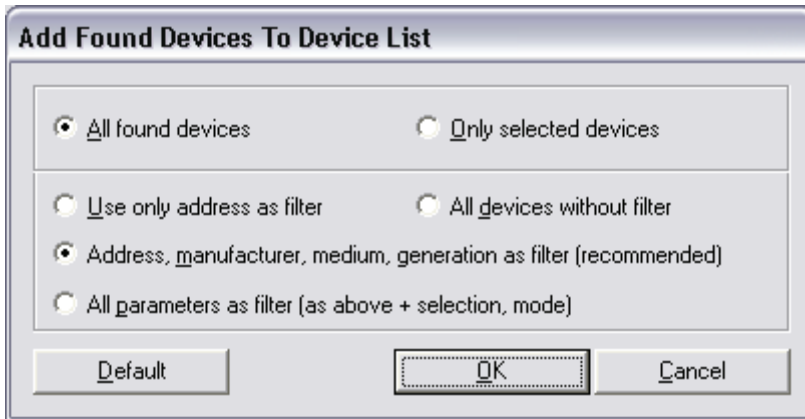 Add Found Devices To Device List
All found devices Only selected devices
Use only address as filter All devices without filter
Address, manufacturer, medium, generation as filter (recommended)
All parameters as filter (as above + selection, mode)
Default OK Cancel